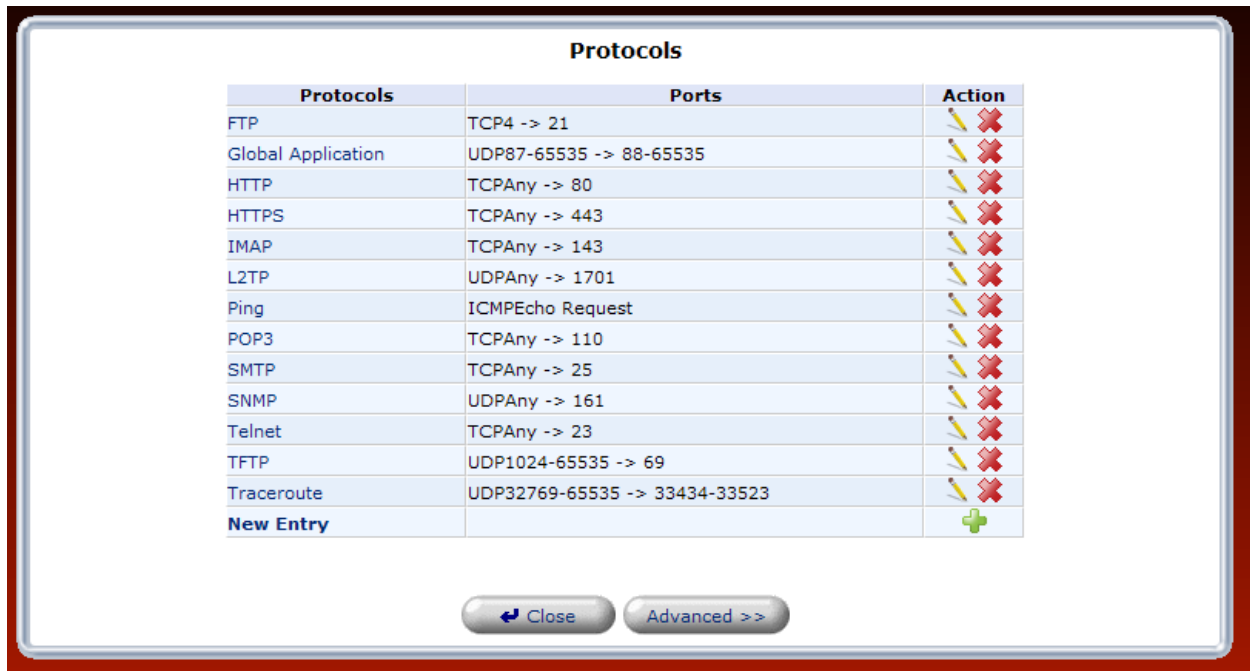 Protocols
Protocols Ports Action
FTP TCP4 -> 21
Global Application UDP87-65535 -> 88-65535
HTTP TCPAny -> 80
HTTPS TCPAny -> 443
IMAP TCPAny -> 143
L2TP UDPAny -> 1701
Ping ICMPEcho Request
POP3 TCPAny -> 110
SMTP TCPAny -> 25
SNMP UDPAny -> 161
Telnet TCPAny -> 23
TFTP UDP1024-65535 -> 69
Traceroute UDP32769-65535 -> 33434-33523
New Entry
Close Advanced >>